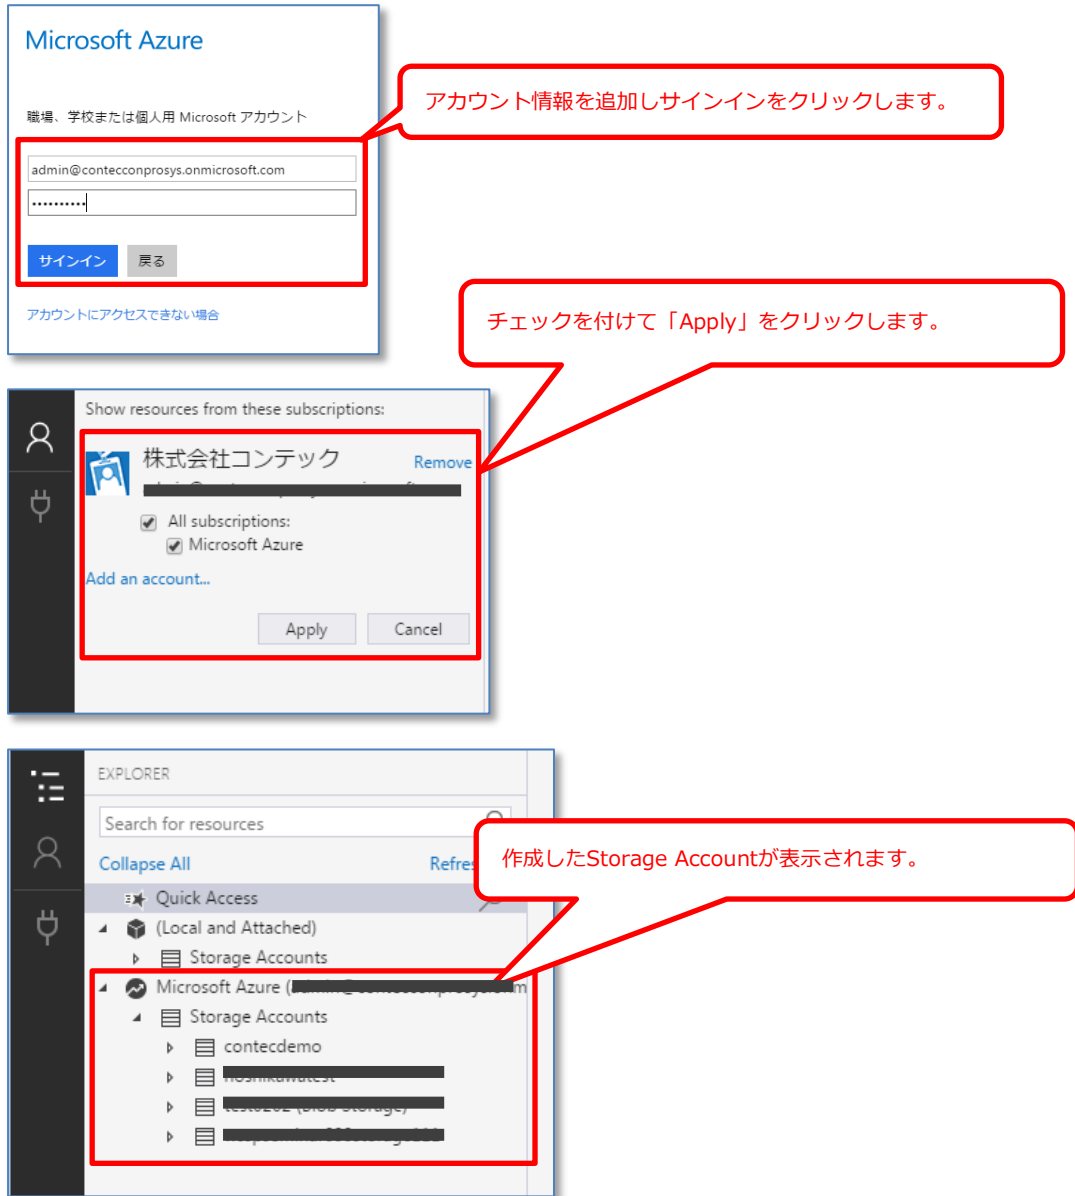 Microsoft Azure
職場、学校または個人用 Microsoft アカウント
admin@contecconprosys.onmicrosoft.com
サインイン 戻る
アカウントにアクセスできない場合
アカウント情報を追加しサインインをクリックします。
チェックを付けて「Apply」をクリックします。
Show resources from these subscriptions:
株式会社コンテック Remove
All subscriptions:
Microsoft Azure
Add an account...
Apply Cancel
EXPLORER
Search for resources
Collapse All
作成したStorage Accountが表示されます。
Quick Access
(Local and Attached)
Storage Accounts
Microsoft Azure (
Storage Accounts
contecdemo